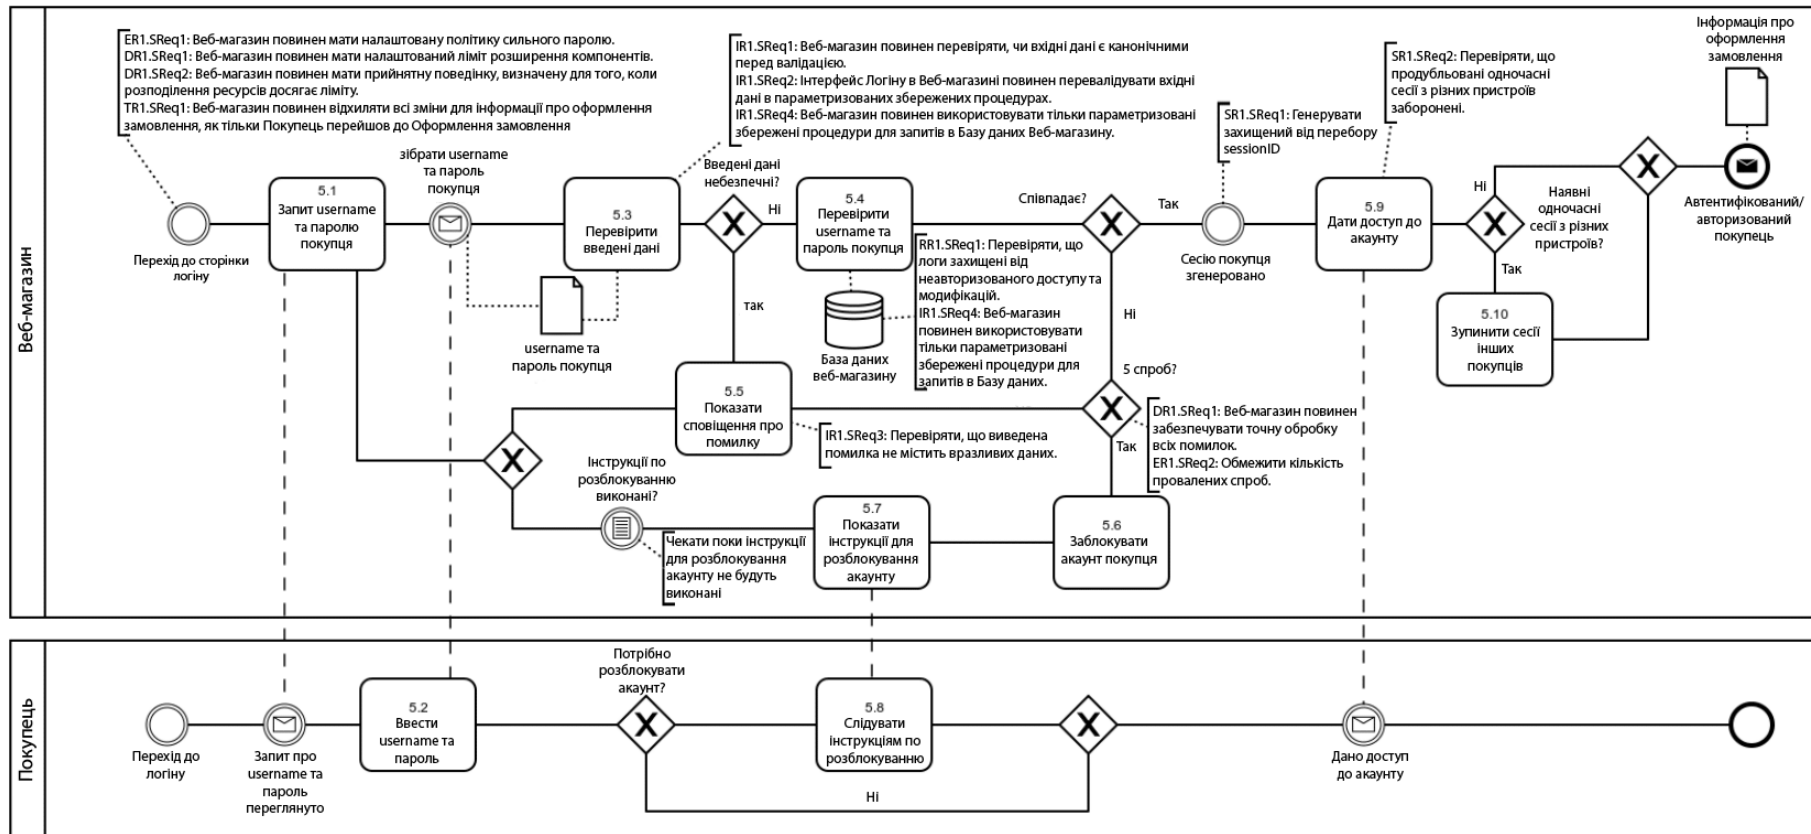 Веб-магазин
ER1.SReq1: Веб-магазин повинен мати налаштовану політику сильного паролю.
DR1.SReq1: Веб-магазин повинен мати налаштований ліміт розширення компонентів.
DR1.SReq2: Веб-магазин повинен мати прийнятну поведінку, визначену для того, коли
розподілення ресурсів досягає ліміту.
TR1.SReq1: Веб-магазин повинен відхиляти всі зміни для інформації про оформлення
замовлення, як тільки Покупець перейшов до Оформлення замовлення
IR1.SReq1: Веб-магазин повинен перевіряти, чи вхідні дані є канонічними
перед валідацією.
IR1.SReq2: Інтерфейс Логіну в Веб-магазині повинен перевалідувати вхідні
дані в параметризованих збережених процедурах.
IR1.SReq4: Веб-магазин повинен використовувати тільки параметризовані
збережені процедури для запитів в Базу даних Веб-магазину.
SR1.SReq1: Генерувати
захищений від перебору
sessionID
SR1.SReq2: Перевіряти, що
продубльовані одночасні
сесії з різних пристроїв
заборонені.
Інформація про
оформлення
замовлення
Перехід до сторінки
логіну
5.1
Запит username
та паролю
покупця
зібрати username
та пароль
покупця
username та
пароль покупця
5.3
Перевірити
введені дані
Введені дані
небезпечні?
Ні
так
5.4
Перевірити
username та
пароль покупця
База даних
веб-магазину
RR1.SReq1: Перевіряти, що
логи захищені від
неавторизованого доступу та
модифікацій.
IR1.SReq4: Веб-магазин
повинен використовувати
тільки параметризовані
збережені процедури для
запитів в Базу даних.
Співпадає?
Так
Ні
Сесію покупця
згенеровано
5.9
Дати доступ до
акаунту
Ні
Наявні
одночасні
сесії з різних
пристроїв?
Так
5.10
Зупинити сесії
інших
покупців
Автентифікований/
авторизований
покупець
5.5
Показати
сповіщення про
помилку
IR1.SReq3: Перевіряти, що виведена
помилка не містить вразливих даних.
5 спроб?
Так
DR1.SReq1: Веб-магазин повинен
забезпечувати точну обробку
всіх помилок.
ER1.SReq2: Обмежити кількість
провалених спроб.
Інструкції по
розблокуванню
виконані?
Чекати поки інструкції
для розблокування
акаунту не будуть
виконані
5.7
Показати
інструкції для
розблокування
акаунту
5.6
Заблокувати
акаунт покупця
Покупець
Перехід до
логіну
Запит про
username та
пароль
переглянуто
5.2
Ввести
username та
пароль
Потрібно
розблокувати
акаунт?
Ні
5.8
Слідувати
інструкціям по
розблокуванню
Дано доступ
до акаунту